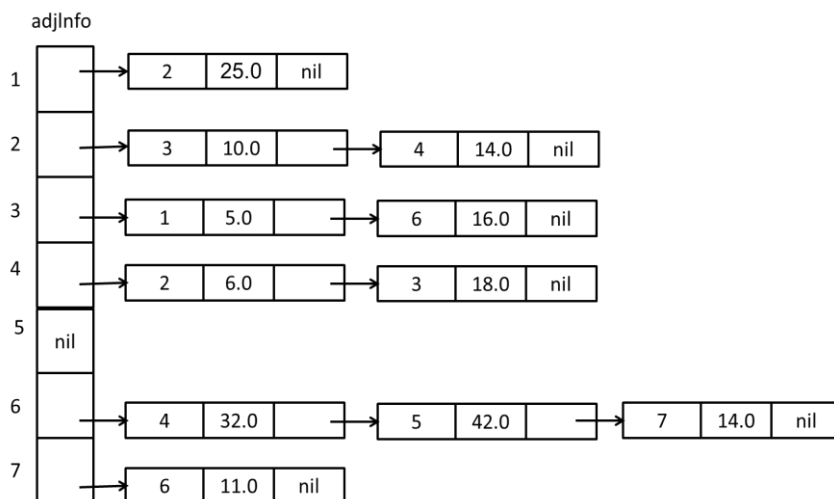 adjInfo
1 2 25.0 nil
2 3 10.0 4 14.0 nil
3 1 5.0 6 16.0 nil
4 2 6.0 3 18.0 nil
5 nil
6 4 32.0 5 42.0 7 14.0 nil
7 6 11.0 nil